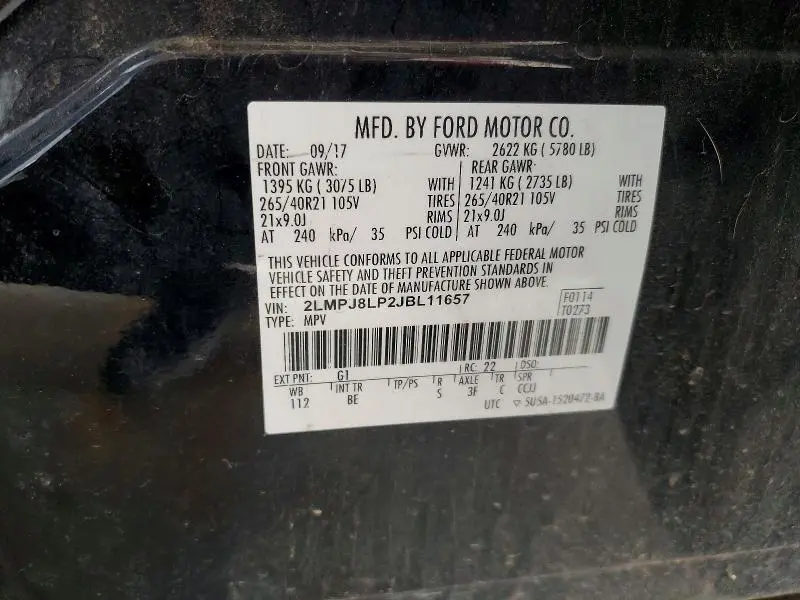 MFD. BY FORD MOTOR CO.
DATE: 09/17 GVWR: 2622 KG ( 5780 LB)
FRONT GAWR: REAR GAWR:
1395 KG ( 3075 LB) WITH 1241 KG ( 2735 LB) WITH
265/40R21 105V TIRES 265/40R21 105V TIRES
21x9.0J RIMS 21x9.0J RIMS
AT 240 kPa/ 35 PSI COLD AT 240 kPa/ 35 PSI COLD
THIS VEHICLE CONFORMS TO ALL APPLICABLE FEDERAL MOTOR
VEHICLE SAFETY AND THEFT PREVENTION STANDARDS IN
EFFECT ON THE DATE OF MANUFACTURE SHOWN ABOVE.
VIN: 2LMPJ8LP2JBL11657 F0114
TYPE: MPV T0273
EXT PNT: G1 RC: 22 DSO:
WB INT TR TP/PS R AXLE TR SPR
112 BE S 3F C CCJJ
UTC ▽ 5U5A-1520472-BA